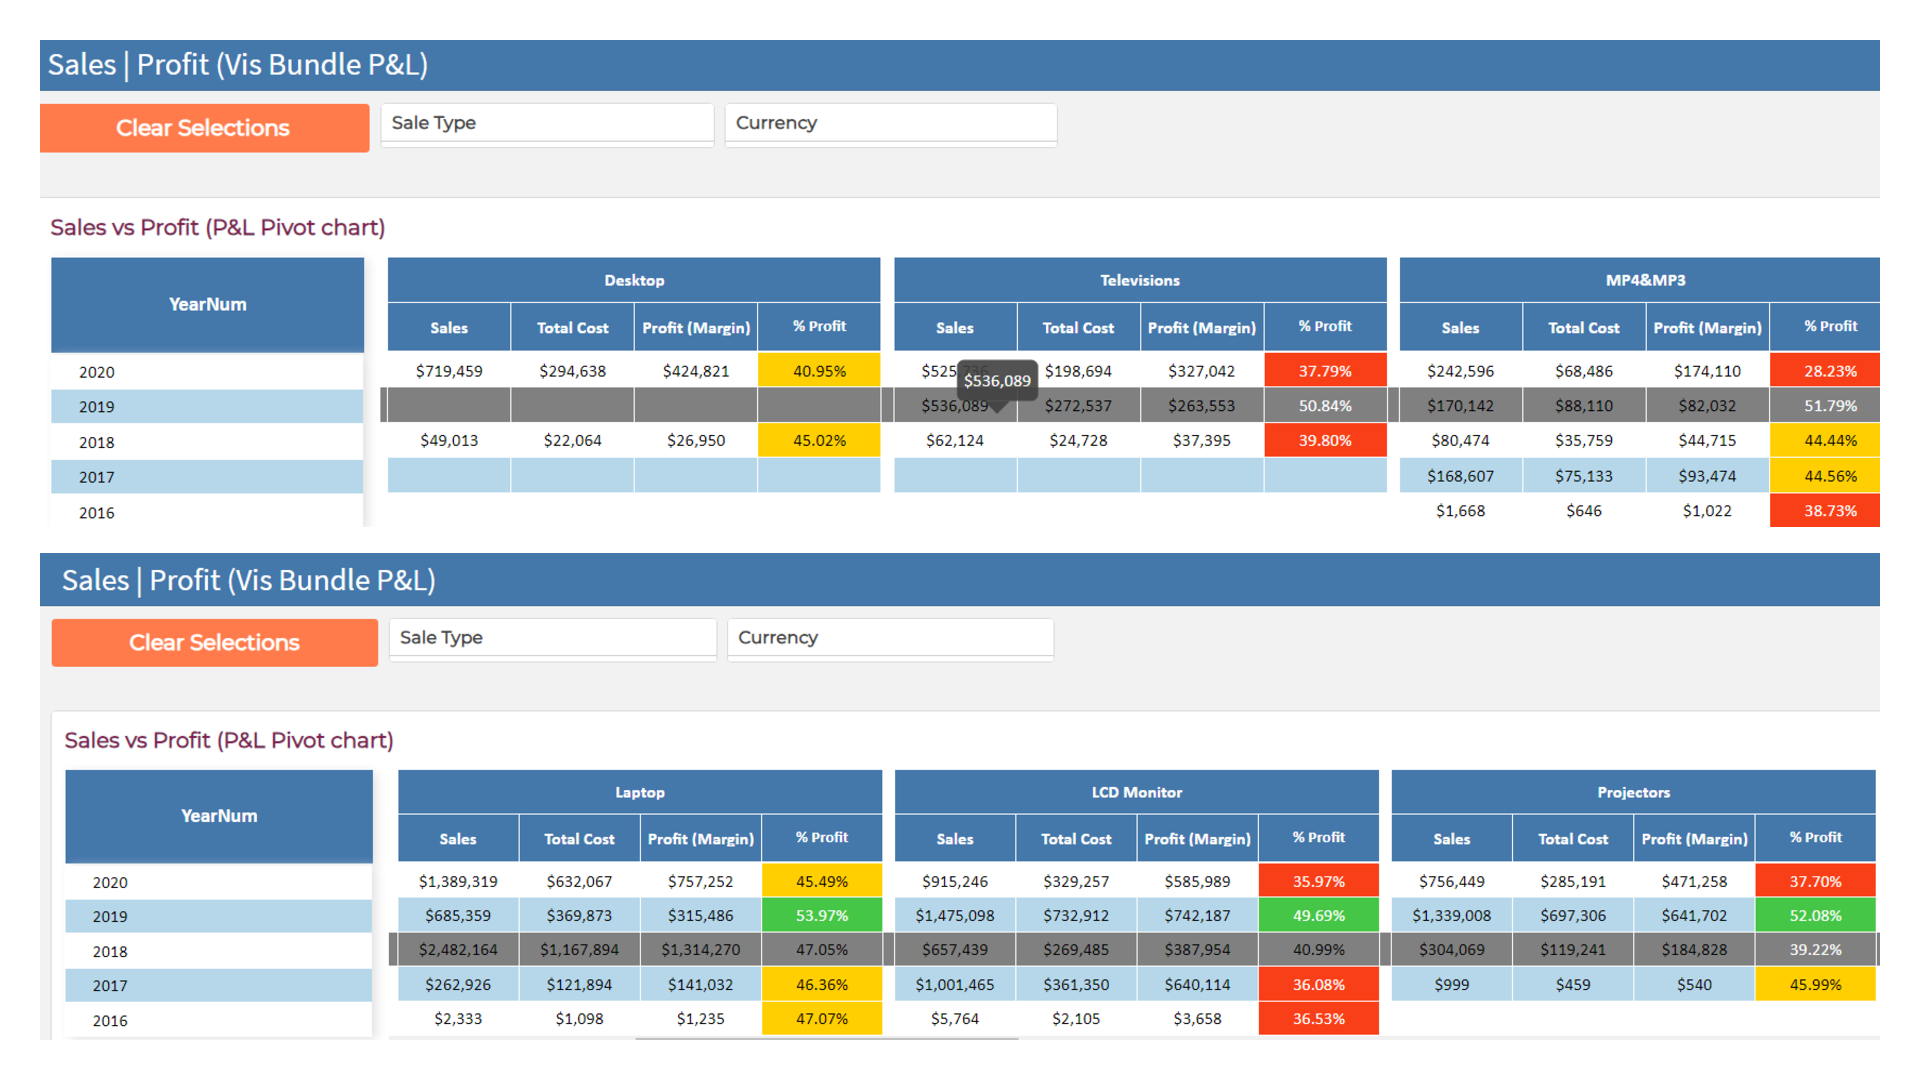 Sales | Profit (Vis Bundle P&L)
Clear Selections Sale Type Currency
Sales vs Profit (P&L Pivot chart)
YearNum Desktop Televisions MP4&MP3
Sales Total Cost Profit (Margin) % Profit Sales Total Cost Profit (Margin) % Profit Sales Total Cost Profit (Margin) % Profit
2020 $719,459 $294,638 $424,821 40.95% $525 $198,694 $327,042 37.79% $242,596 $68,486 $174,110 28.23%
$536,089
2019 $536,089 $272,537 $263,553 50.84% $170,142 $88,110 $82,032 51.79%
2018 $49,013 $22,064 $26,950 45.02% $62,124 $24,728 $37,395 39.80% $80,474 $35,759 $44,715 44.44%
2017 $168,607 $75,133 $93,474 44.56%
2016 $1,668 $646 $1,022 38.73%
Sales | Profit (Vis Bundle P&L)
Clear Selections Sale Type Currency
Sales vs Profit (P&L Pivot chart)
YearNum Laptop LCD Monitor Projectors
Sales Total Cost Profit (Margin) % Profit Sales Total Cost Profit (Margin) % Profit Sales Total Cost Profit (Margin) % Profit
2020 $1,389,319 $632,067 $757,252 45.49% $915,246 $329,257 $585,989 35.97% $756,449 $285,191 $471,258 37.70%
2019 $685,359 $369,873 $315,486 53.97% $1,475,098 $732,912 $742,187 49.69% $1,339,008 $697,306 $641,702 52.08%
2018 $2,482,164 $1,167,894 $1,314,270 47.05% $657,439 $269,485 $387,954 40.99% $304,069 $119,241 $184,828 39.22%
2017 $262,926 $121,894 $141,032 46.36% $1,001,465 $361,350 $640,114 36.08% $999 $459 $540 45.99%
2016 $2,333 $1,098 $1,235 47.07% $5,764 $2,105 $3,658 36.53%